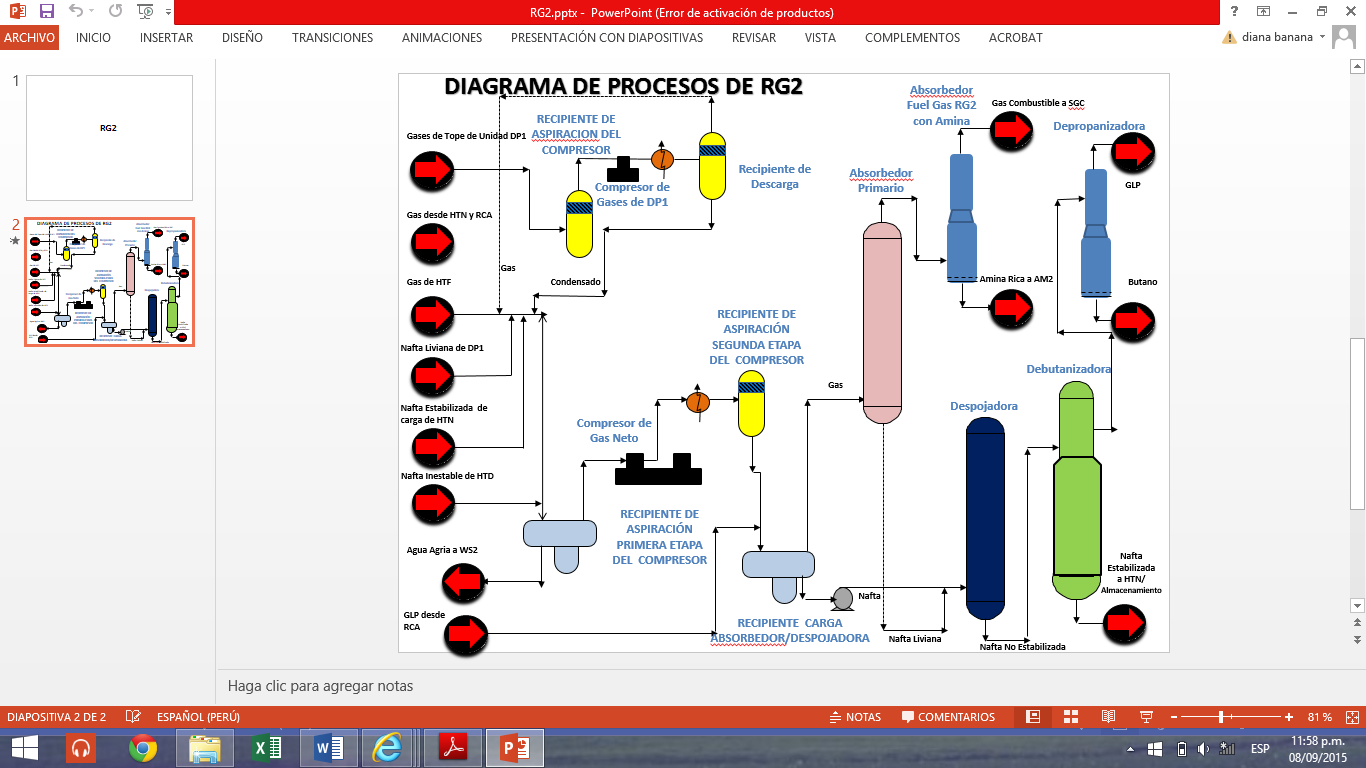 RG2.pptx - PowerPoint (Error de activación de productos)
ARCHIVO
INICIO
INSERTAR
DISEÑO
TRANSICIONES
ANIMACIONES
PRESENTACIÓN CON DIAPOSITIVAS
REVISAR
VISTA
COMPLEMENTOS
ACROBAT
diana banana
1
RG2
2
DIAGRAMA DE PROCESOS DE RG2
DIAGRAMA DE PROCESOS DE RG2
Gases de Tope de Unidad DP1
RECIPIENTE DE
ASPIRACION DEL
COMPRESOR
Compresor de
Gases de DP1
Recipiente de
Descarga
Absorbedor
Primario
Absorbedor
Fuel Gas RG2
con Amina
Gas Combustible a SGC
Depropanizadora
GLP
Gas desde HTN y RCA
Gas
Condensado
Gas de HTF
Amina Rica a AM2
Butano
RECIPIENTE DE
ASPIRACIÓN
SEGUNDA ETAPA
DEL COMPRESOR
Nafta Liviana de DP1
Debutanizadora
Gas
Nafta Estabilizada de
carga de HTN
Compresor de
Gas Neto
Despojadora
Nafta Inestable de HTD
RECIPIENTE DE
ASPIRACIÓN
PRIMERA ETAPA
DEL COMPRESOR
Agua Agria a WS2
Nafta
Estabilizada
a HTN/
Almacenamiento
Nafta
GLP desde
RCA
RECIPIENTE CARGA
ABSORBEDOR/DESPOJADORA
Nafta Liviana
Nafta No Estabilizada
Haga clic para agregar notas
DIAPOSITIVA 2 DE 2
ESPAÑOL (PERÚ)
NOTAS
COMENTARIOS
81 %
ESP
11:58 p.m.
08/09/2015